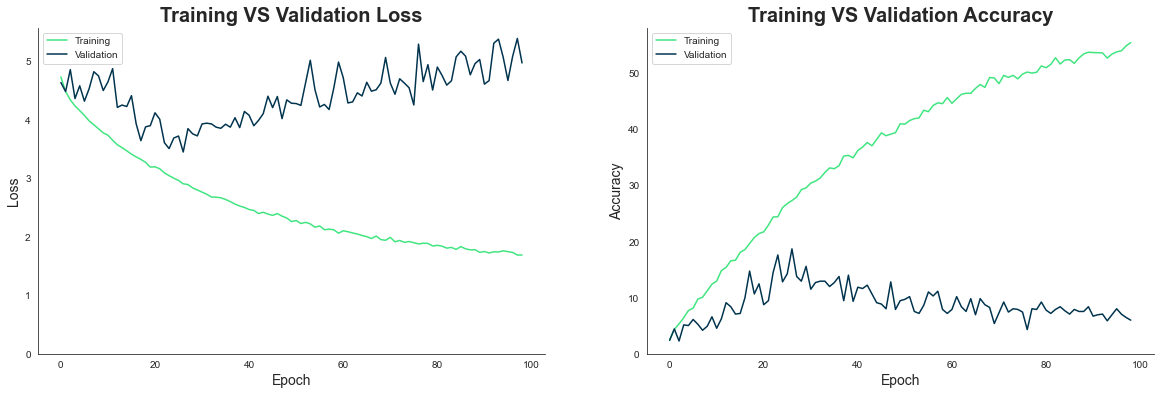 Training VS Validation Loss
Training
Validation
Loss
5
4
3
2
1
0
0 20 40 60 80 100
Epoch
Training VS Validation Accuracy
Training
Validation
Accuracy
50
40
30
20
10
0
0 20 40 60 80 100
Epoch